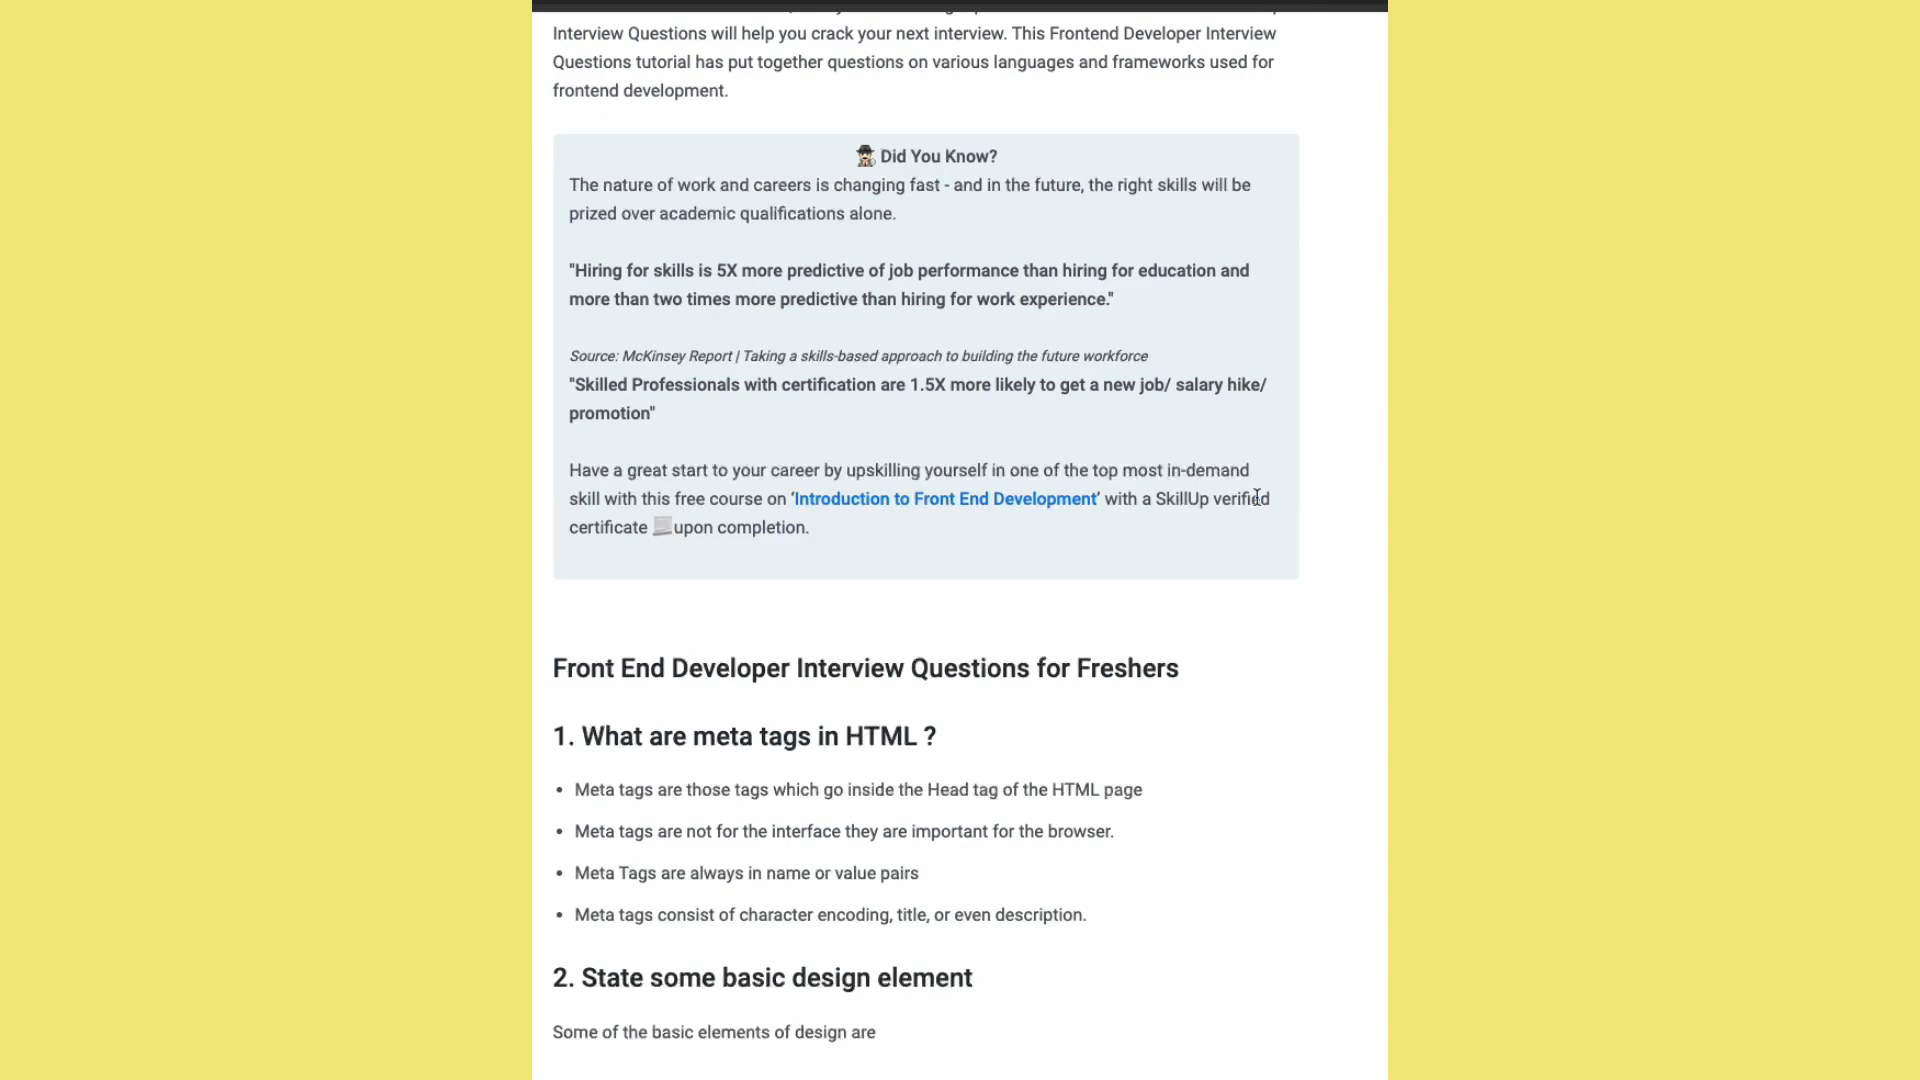 Interview Questions will help you crack your next interview. This Frontend Developer Interview
Questions tutorial has put together questions on various languages and frameworks used for
frontend development.
Did You Know?
The nature of work and careers is changing fast - and in the future, the right skills will be
prized over academic qualifications alone.
"Hiring for skills is 5X more predictive of job performance than hiring for education and
more than two times more predictive than hiring for work experience."
Source: McKinsey Report | Taking a skills-based approach to building the future workforce
"Skilled Professionals with certification are 1.5X more likely to get a new job/ salary hike/
promotion"
Have a great start to your career by upskilling yourself in one of the top most in-demand
skill with this free course on ‘Introduction to Front End Development’ with a SkillUp verified
certificate upon completion.
Front End Developer Interview Questions for Freshers
1. What are meta tags in HTML ?
• Meta tags are those tags which go inside the Head tag of the HTML page
• Meta tags are not for the interface they are important for the browser.
• Meta Tags are always in name or value pairs
• Meta tags consist of character encoding, title, or even description.
2. State some basic design element
Some of the basic elements of design are